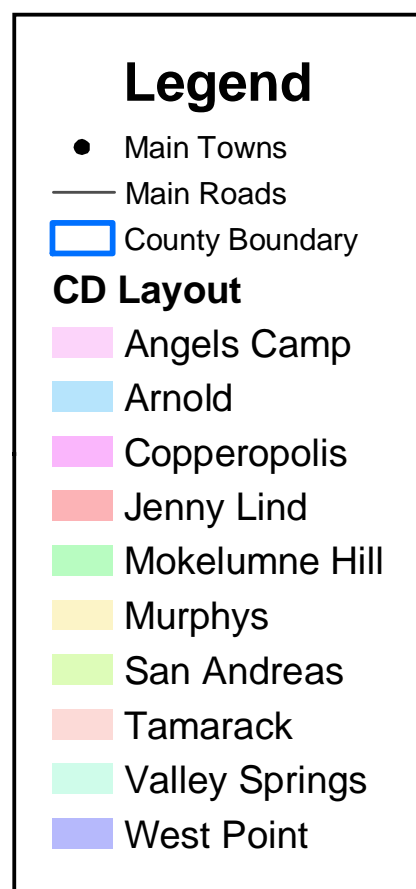 Legend
Main Towns
Main Roads
County Boundary
CD Layout
Angels Camp
Arnold
Copperopolis
Jenny Lind
Mokelumne Hill
Murphys
San Andreas
Tamarack
Valley Springs
West Point